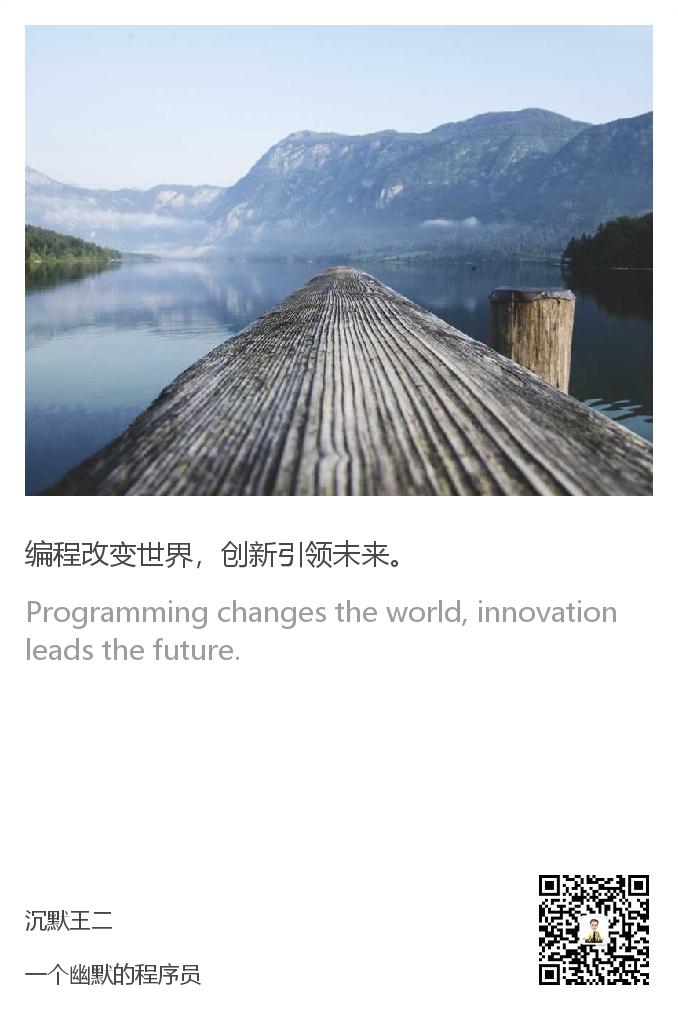 编程改变世界，创新引领未来。
Programming changes the world, innovation
leads the future.
沉默王二
一个幽默的程序员